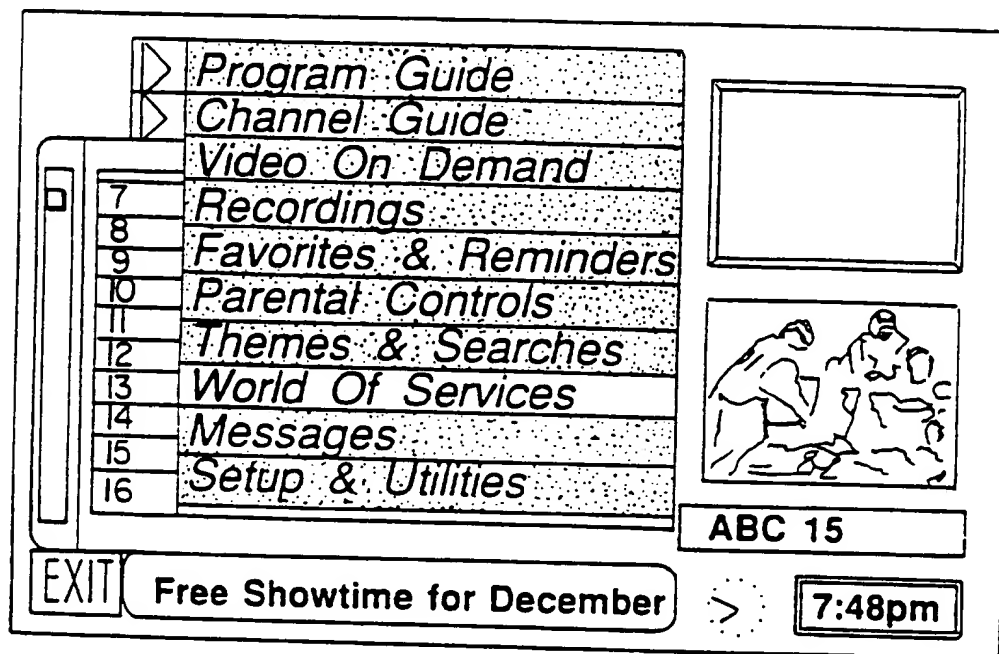 Program Guide
Channel Guide
Video On Demand
7
Recordings
8
Favorites & Reminders
9
10
Parental Controls
11
Themes & Searches
12
13
World Of Services
14
Messages
15
Setup & Utilities
16
ABC 15
EXIT
Free Showtime for December
7:48pm